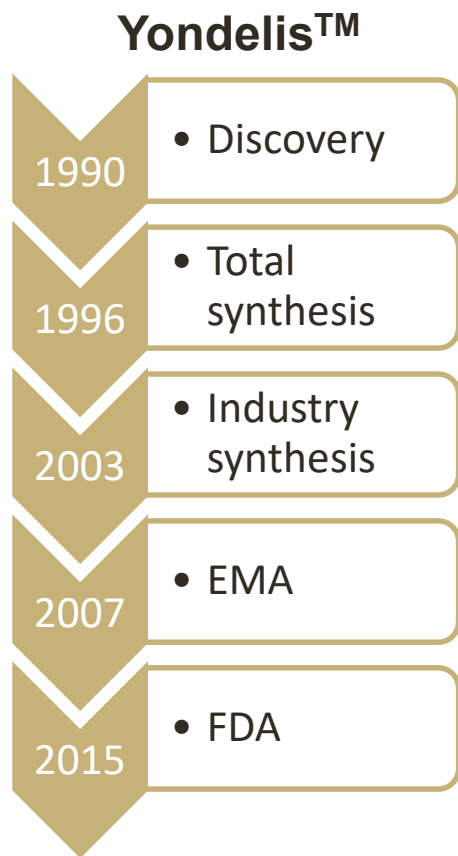 Yondelis™
1990
• Discovery
1996
• Total
synthesis
2003
• Industry
synthesis
2007
• EMA
2015
• FDA